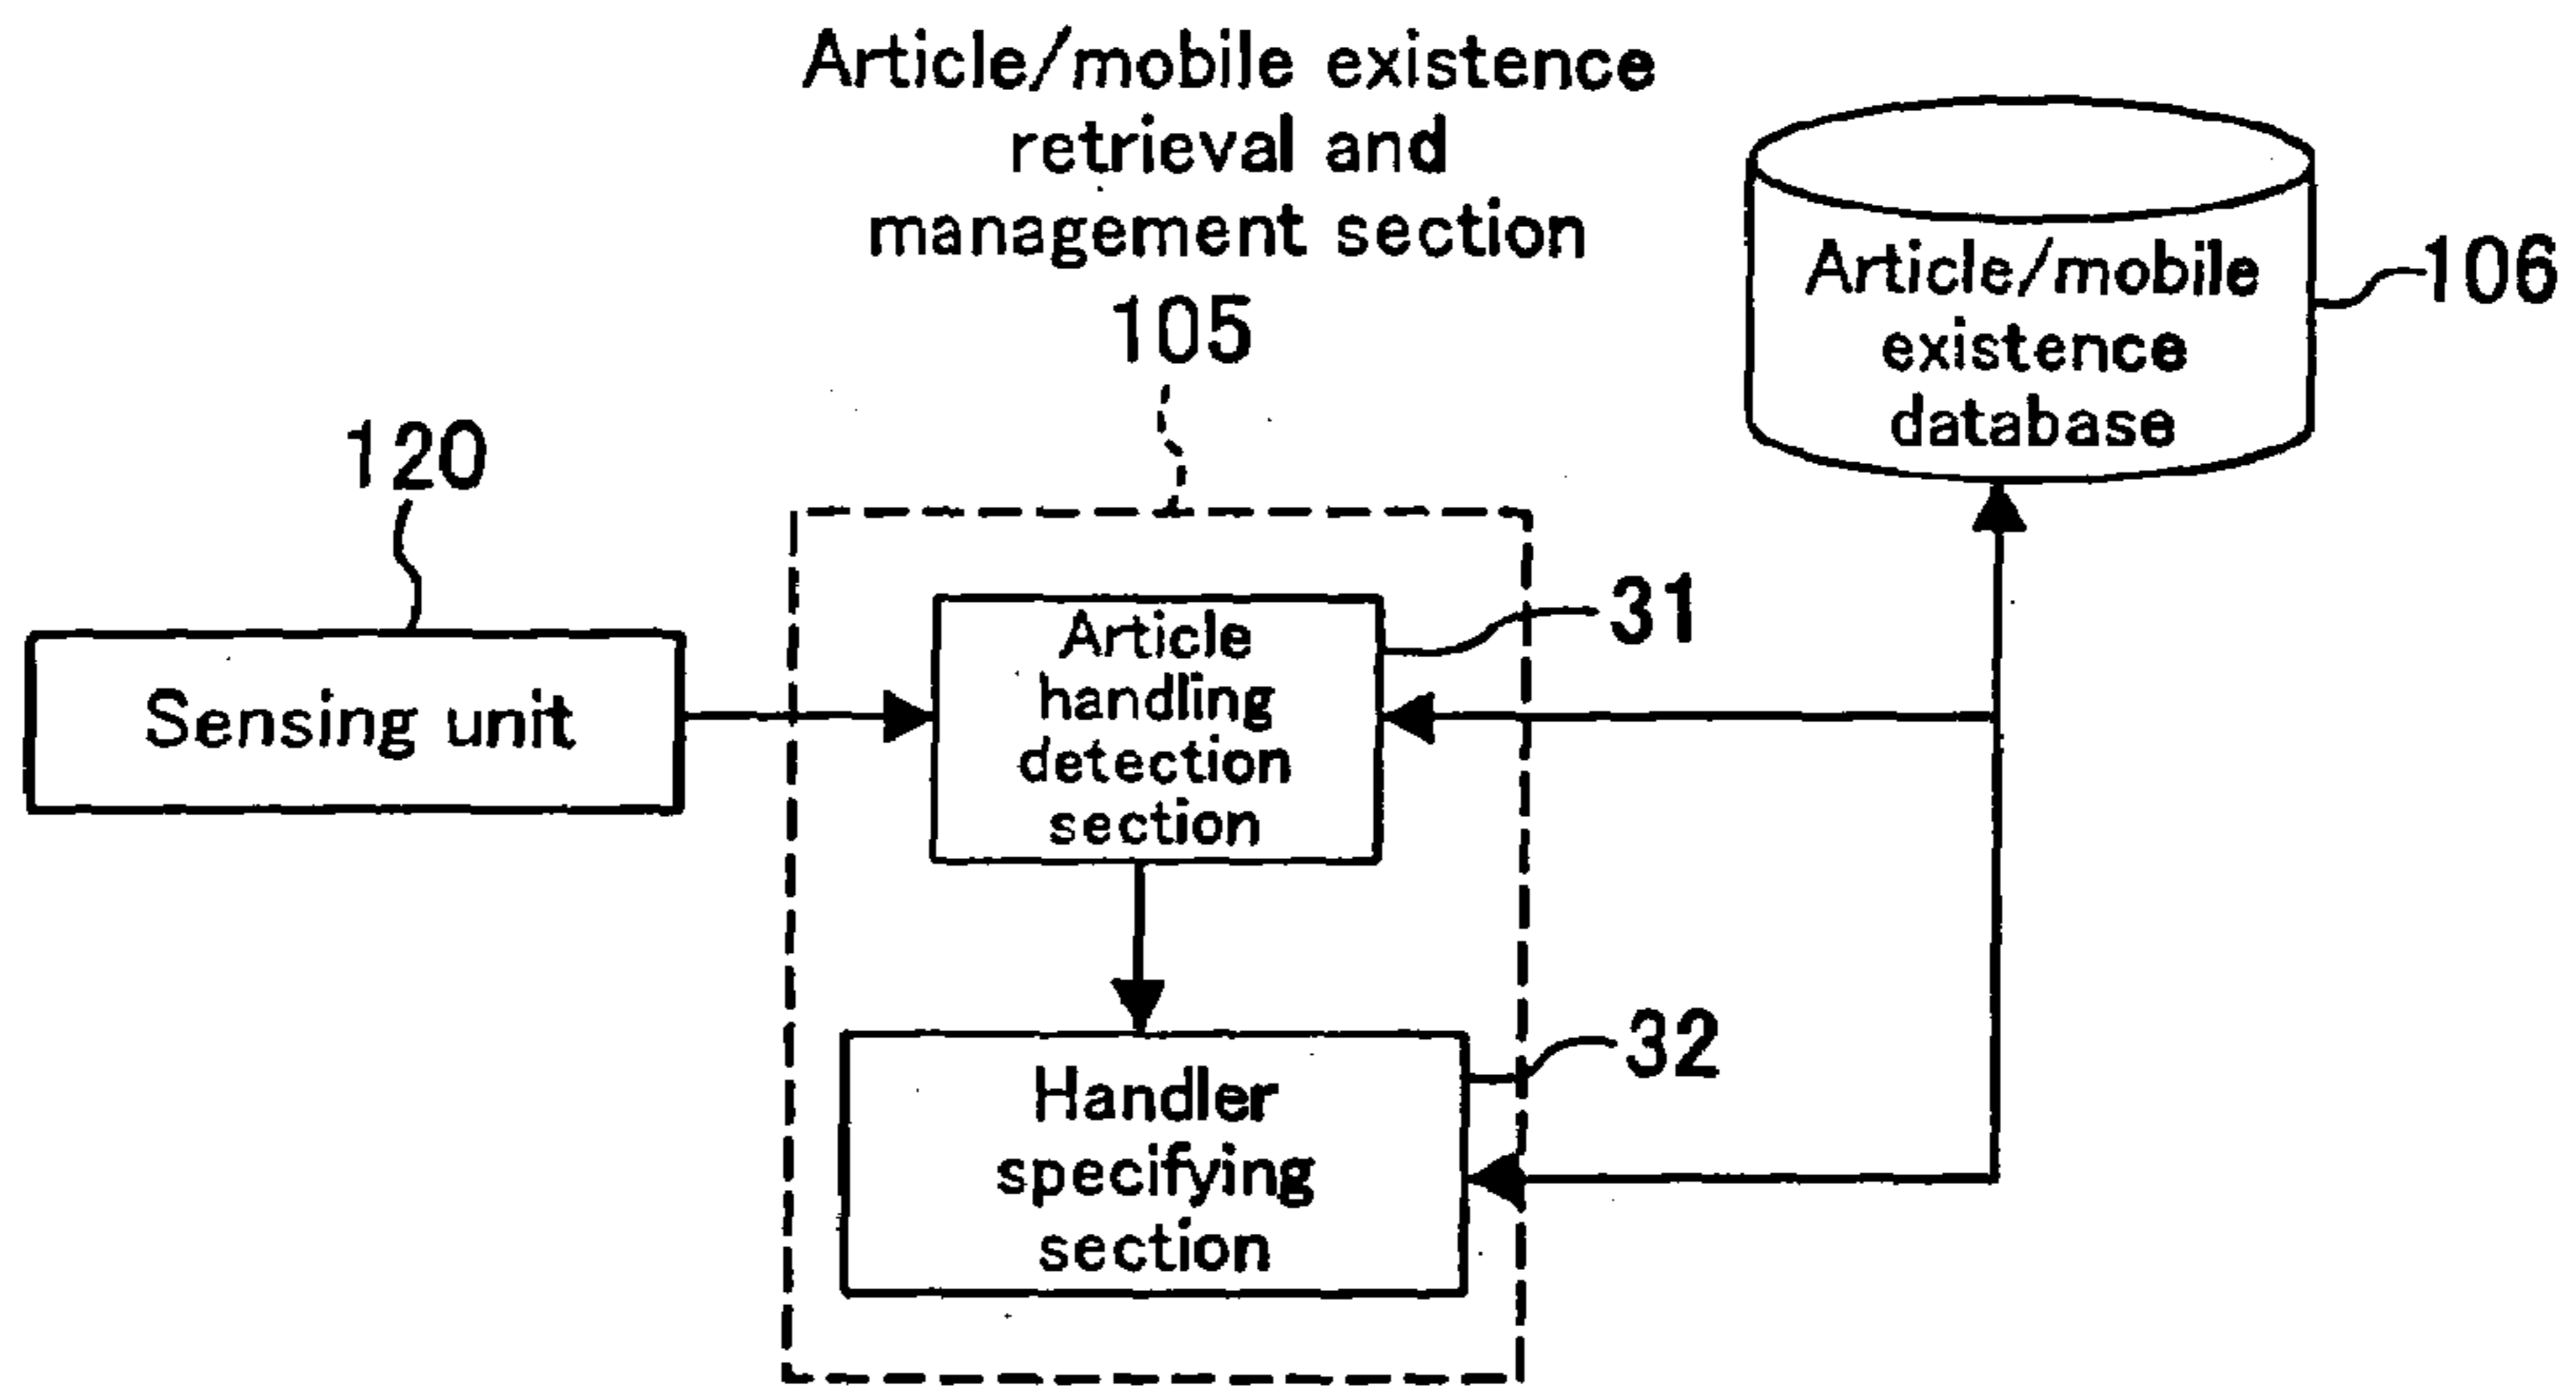 Article/mobile existence
retrieval and
management section
105
Article/mobile
existence
database
106
120
Sensing unit
Article
handling
detection
section
31
Handler
specifying
section
32